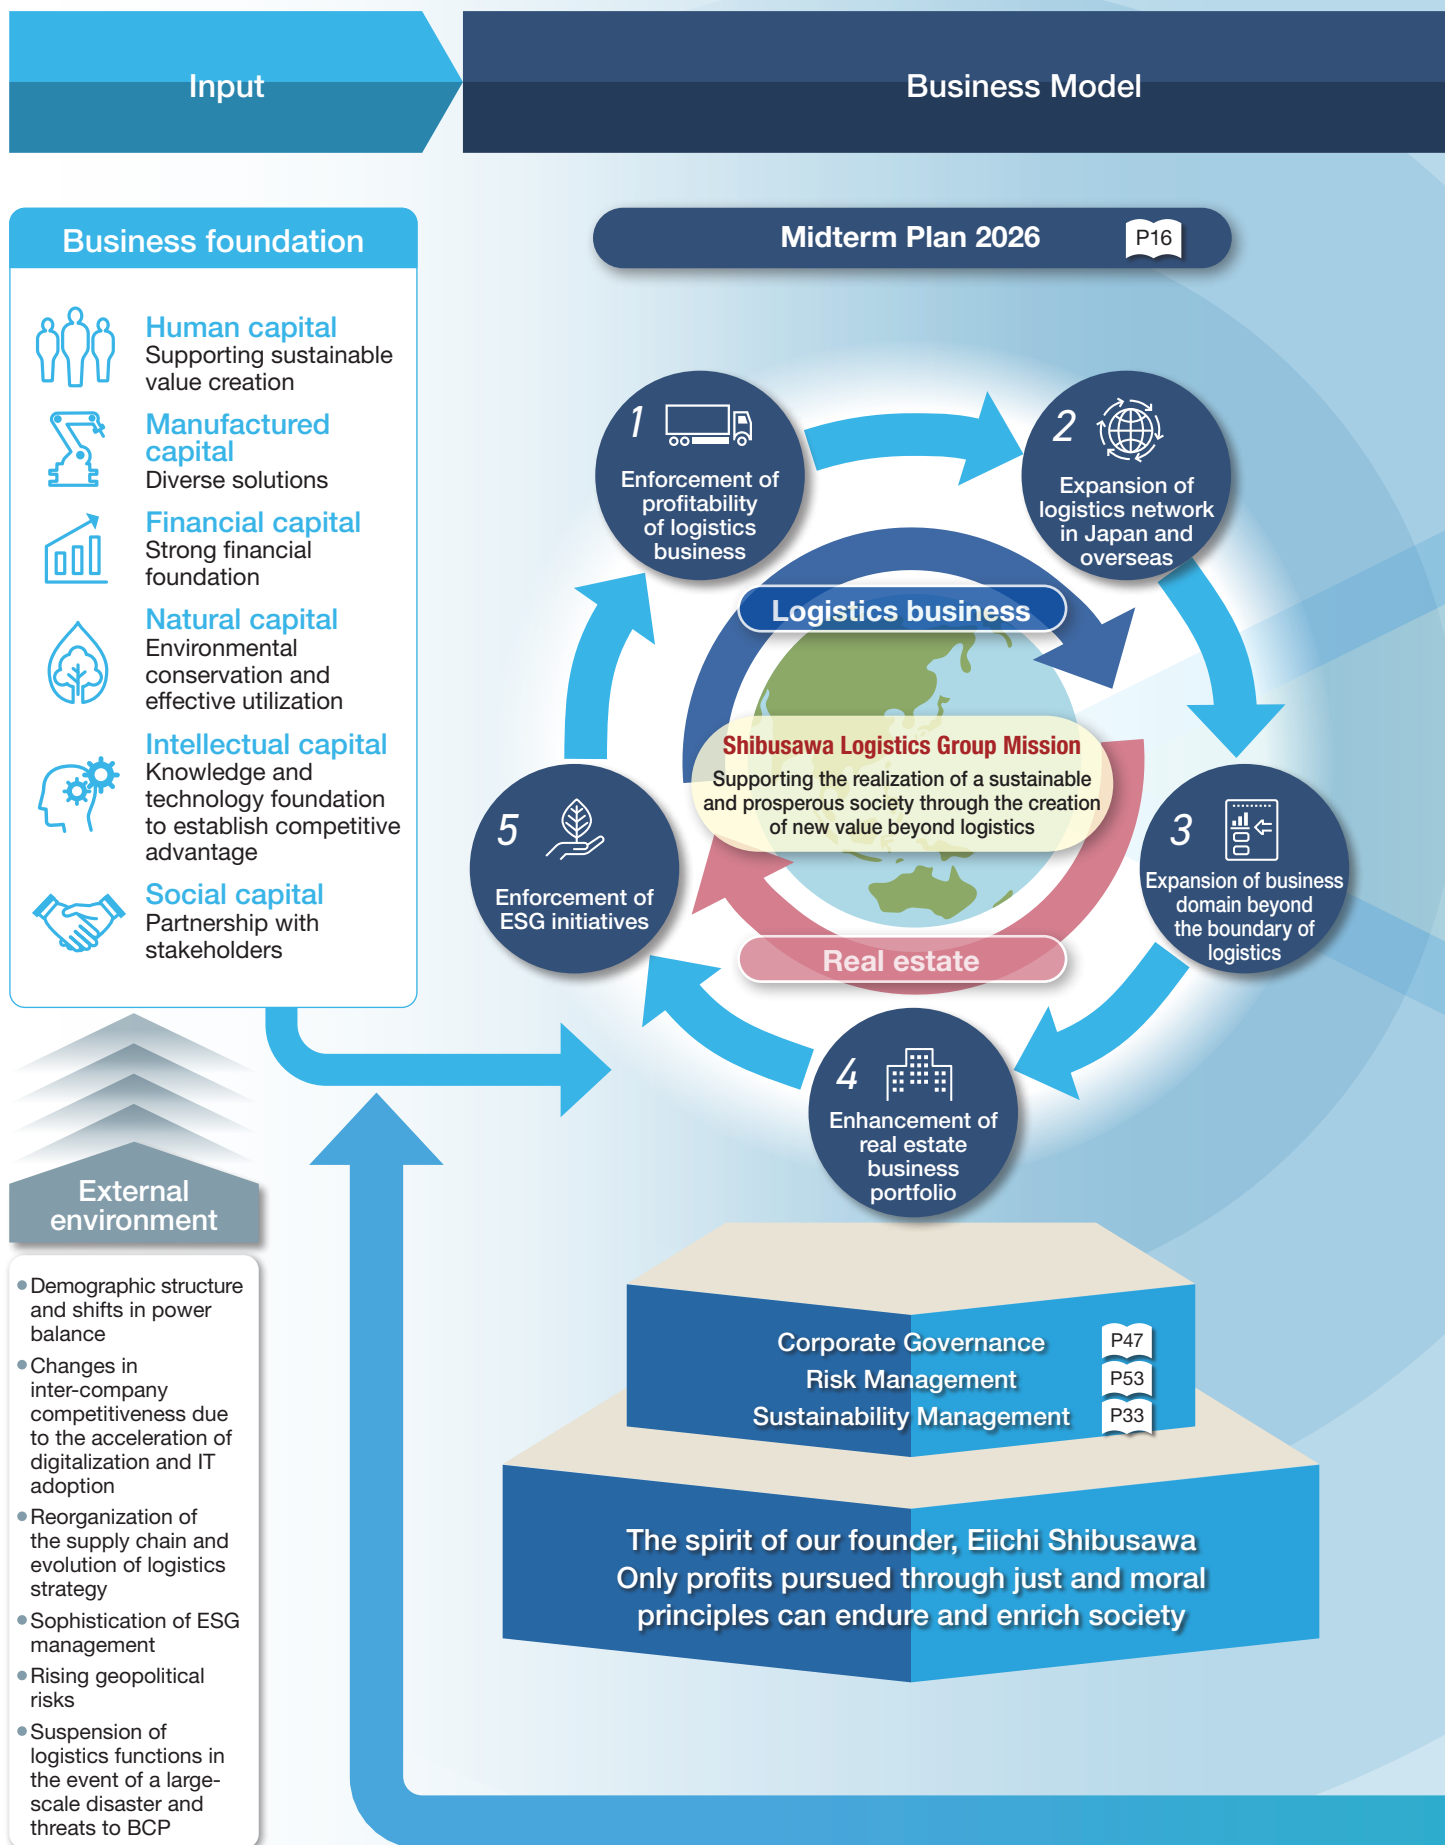 Input
Business Model
Business foundation
Human capital
Supporting sustainable
value creation
Manufactured
capital
Diverse solutions
Financial capital
Strong financial
foundation
Natural capital
Environmental
conservation and
effective utilization
Intellectual capital
Knowledge and
technology foundation
to establish competitive
advantage
Social capital
Partnership with
stakeholders
External
environment
Demographic structure
and shifts in power
balance
Changes in
inter-company
competitiveness due
to the acceleration of
digitalization and IT
adoption
Reorganization of
the supply chain and
evolution of logistics
strategy
Sophistication of ESG
management
Rising geopolitical
risks
Suspension of
logistics functions in
the event of a large-
scale disaster and
threats to BCP
Midterm Plan 2026 P16
1
Enforcement of
profitability
of logistics
business
2
Expansion of
logistics network
in Japan and
overseas
3
Expansion of business
domain beyond
the boundary of
logistics
4
Enhancement of
real estate
business
portfolio
5
Enforcement of
ESG initiatives
Logistics business
Shibusawa Logistics Group Mission
Supporting the realization of a sustainable
and prosperous society through the creation
of new value beyond logistics
Real estate
Corporate Governance P47
Risk Management P53
Sustainability Management P33
The spirit of our founder, Eiichi Shibusawa
Only profits pursued through just and moral
principles can endure and enrich society